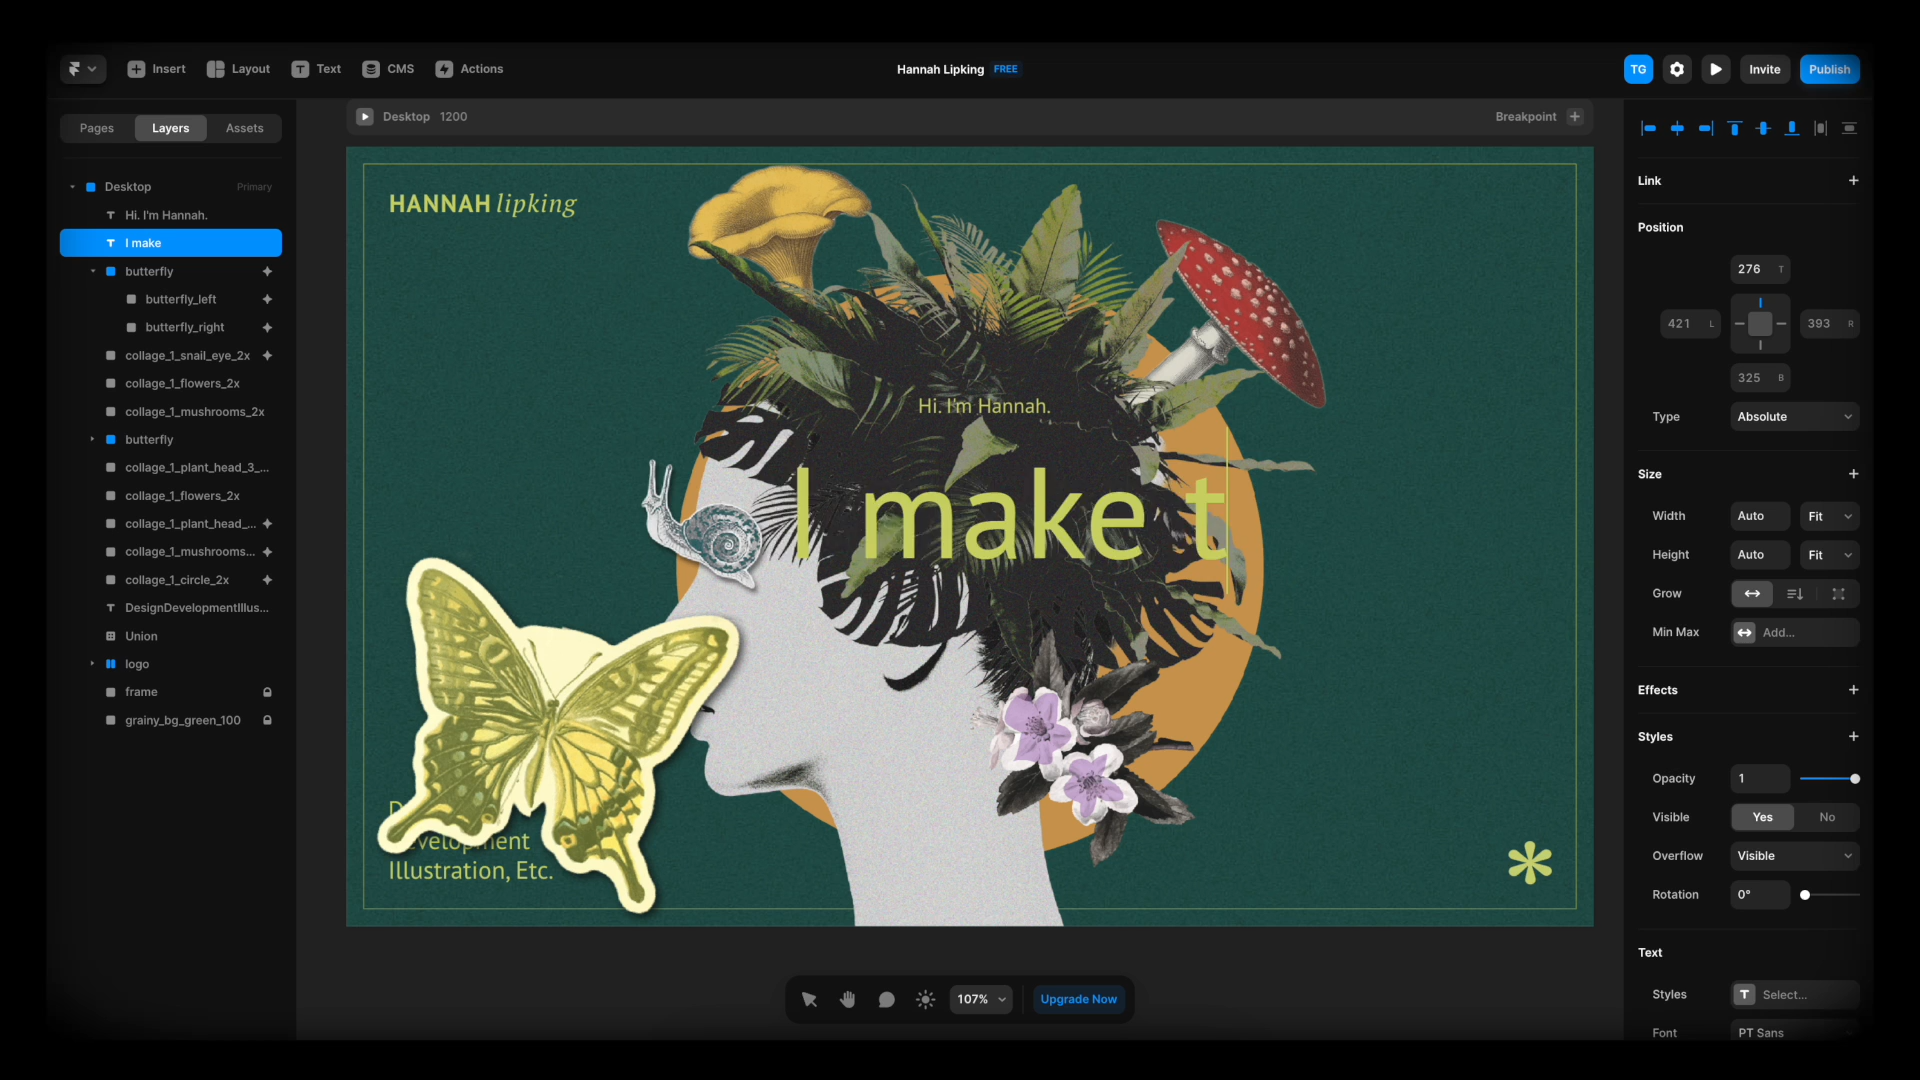 Insert
Layout
Text
CMS
Actions
Hannah Lipking FREE
TG
Invite
Publish
Pages
Layers
Assets
Desktop Primary
Hi. I'm Hannah.
I make
butterfly
butterfly_left
butterfly_right
collage_1_snail_eye_2x
collage_1_flowers_2x
collage_1_mushrooms_2x
butterfly
collage_1_plant_head_3_...
collage_1_flowers_2x
collage_1_plant_head_...
collage_1_mushrooms...
collage_1_circle_2x
DesignDevelopmentIllus...
Union
logo
frame
grainy_bg_green_100
Desktop 1200
Breakpoint
HANNAH lipking
Hi. I'm Hannah.
I make t
Illustration, Etc.
107%
Upgrade Now
Link
Position
276 T
421 L
393 R
325 B
Type Absolute
Size
Width Auto Fit
Height Auto Fit
Grow
Min Max Add...
Effects
Styles
Opacity 1
Visible Yes No
Overflow Visible
Rotation 0°
Text
Styles T Select...
Font PT Sans